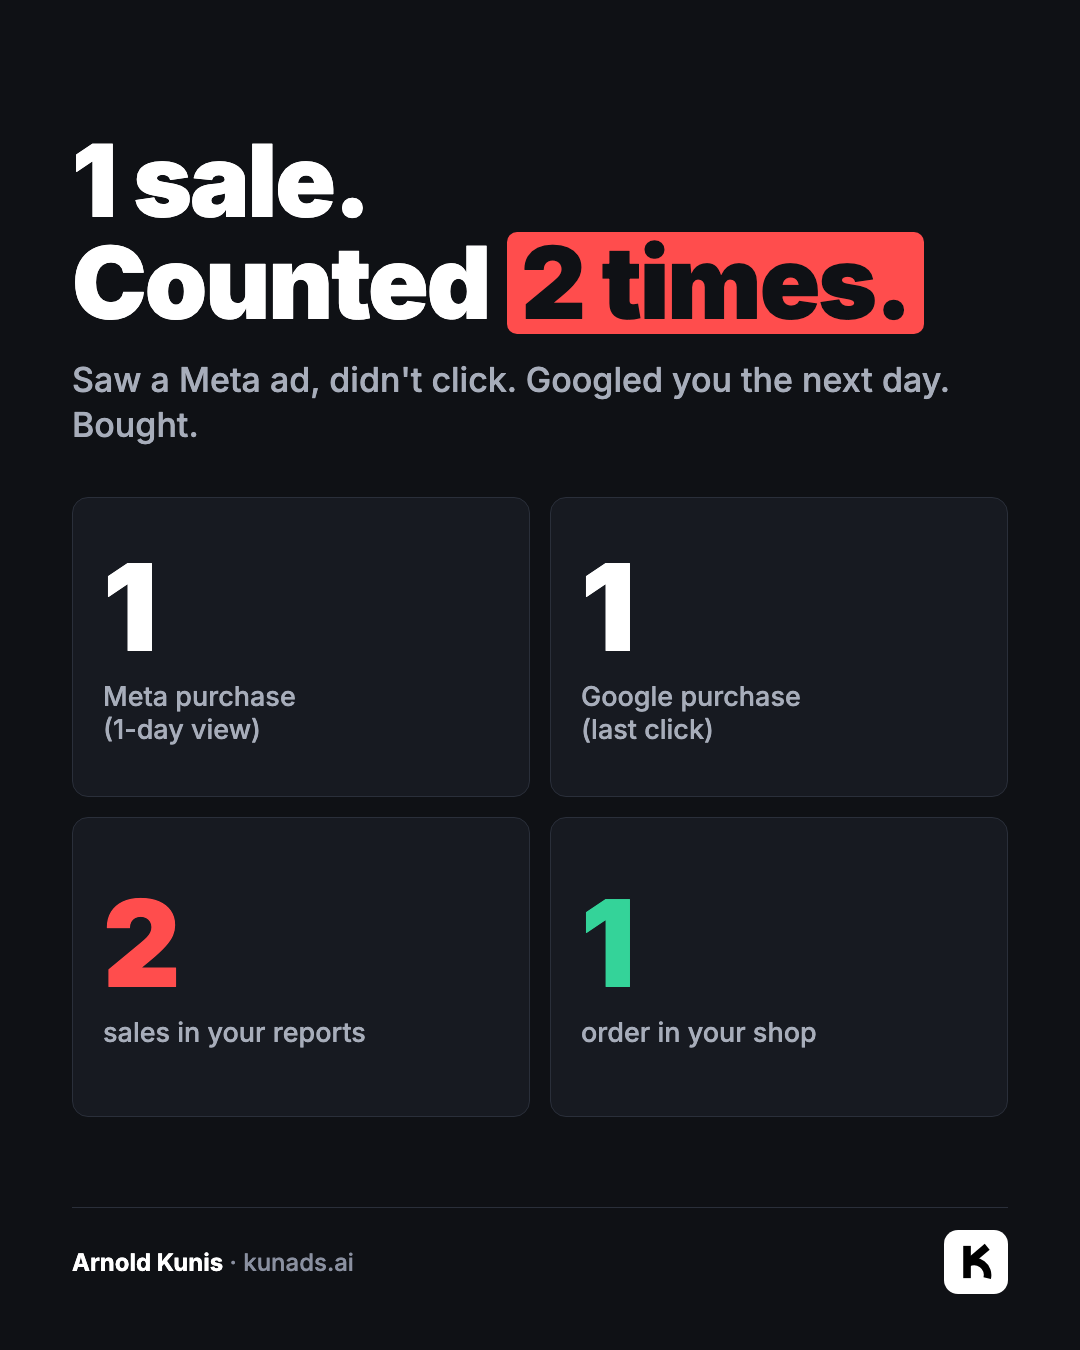 1 sale.
Counted 2 times.
Saw a Meta ad, didn't click. Googled you the next day.
Bought.
1
Meta purchase
(1-day view)
1
Google purchase
(last click)
2
sales in your reports
1
order in your shop
Arnold Kunis · kunads.ai
K